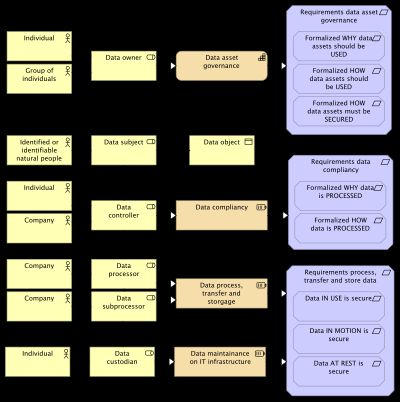 Individual
Group of
individuals
Data owner
Data asset
governance
Requirements data asset
governance
Formalized WHY data
assets should be
USED
Formalized HOW
data assets should
be USED
Formalized HOW
data assets must be
SECURED
Identified or
identifiable
natural people
Data subject
Data object
Individual
Company
Data
controller
Data compliancy
Requirements data
compliancy
Formalized WHY data
is PROCESSED
Formalized HOW
data is PROCESSED
Company
Company
Data
processor
Data
subprocessor
Data process,
transfer and
storgage
Requirements process,
transfer and store data
Data IN USE is secure
Data IN MOTION is
secure
Data AT REST is
secure
Individual
Data
custodian
Data maintainance
on IT infrastructure